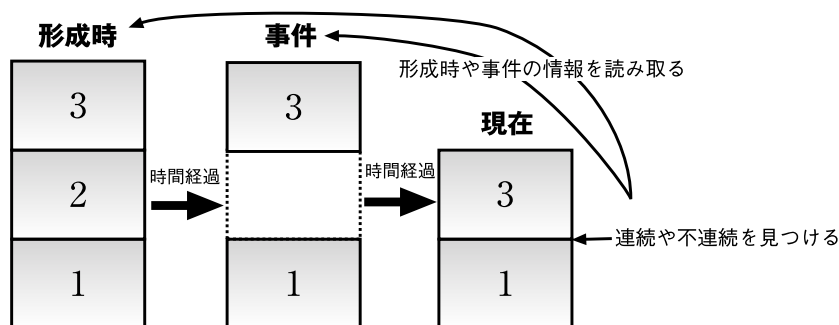 形成時
事件
形成時や事件の情報を読み取る
現在
3
3
時間経過
時間経過
2
3
連続や不連続を見つける
1
1
1